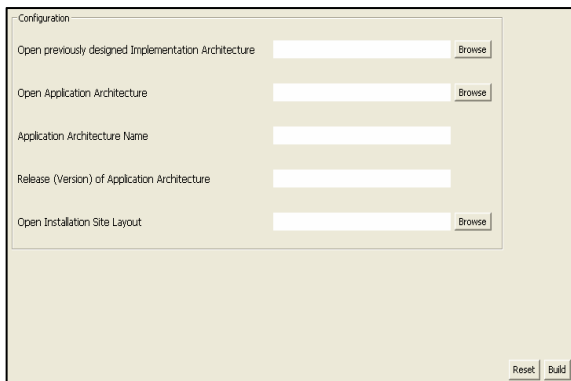 Configuration
Open previously designed Implementation Architecture Browse
Open Application Architecture Browse
Application Architecture Name
Release (Version) of Application Architecture
Open Installation Site Layout Browse
Reset Build